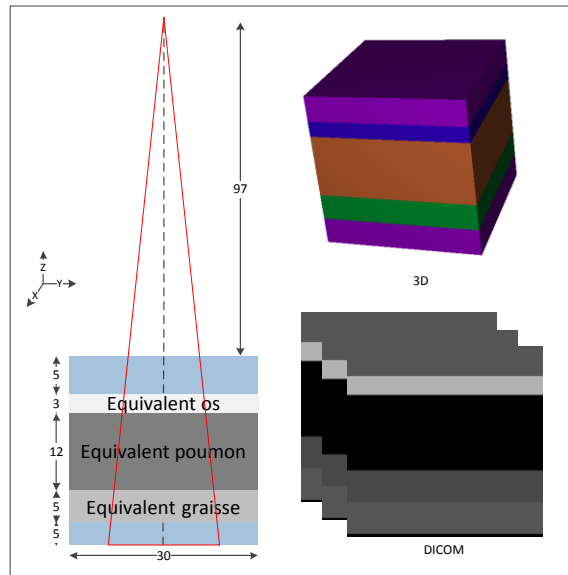 97
3D
Z
Y
X
5
3
Equivalent os
12
Equivalent poumon
5
Equivalent graisse
5
30
DICOM